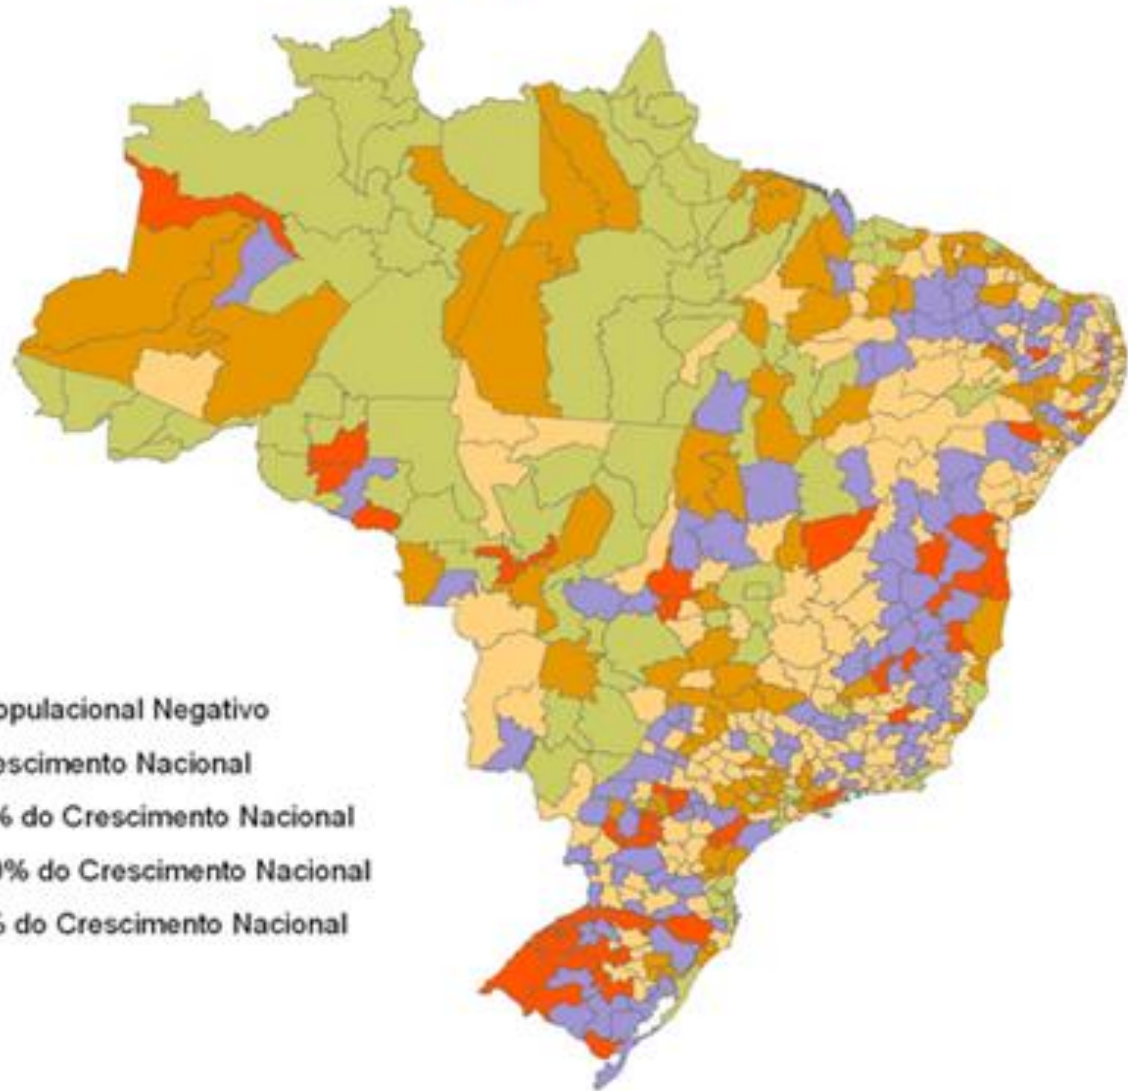 opulacional Negativo
escimento Nacional
% do Crescimento Nacional
0% do Crescimento Nacional
% do Crescimento Nacional